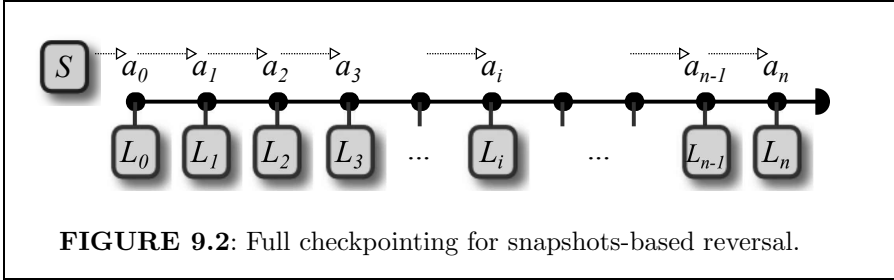 S a0 a1 a2 a3 ai an-1 an
L0 L1 L2 L3 ... Li ... Ln-1 Ln
FIGURE 9.2: Full checkpointing for snapshots-based reversal.